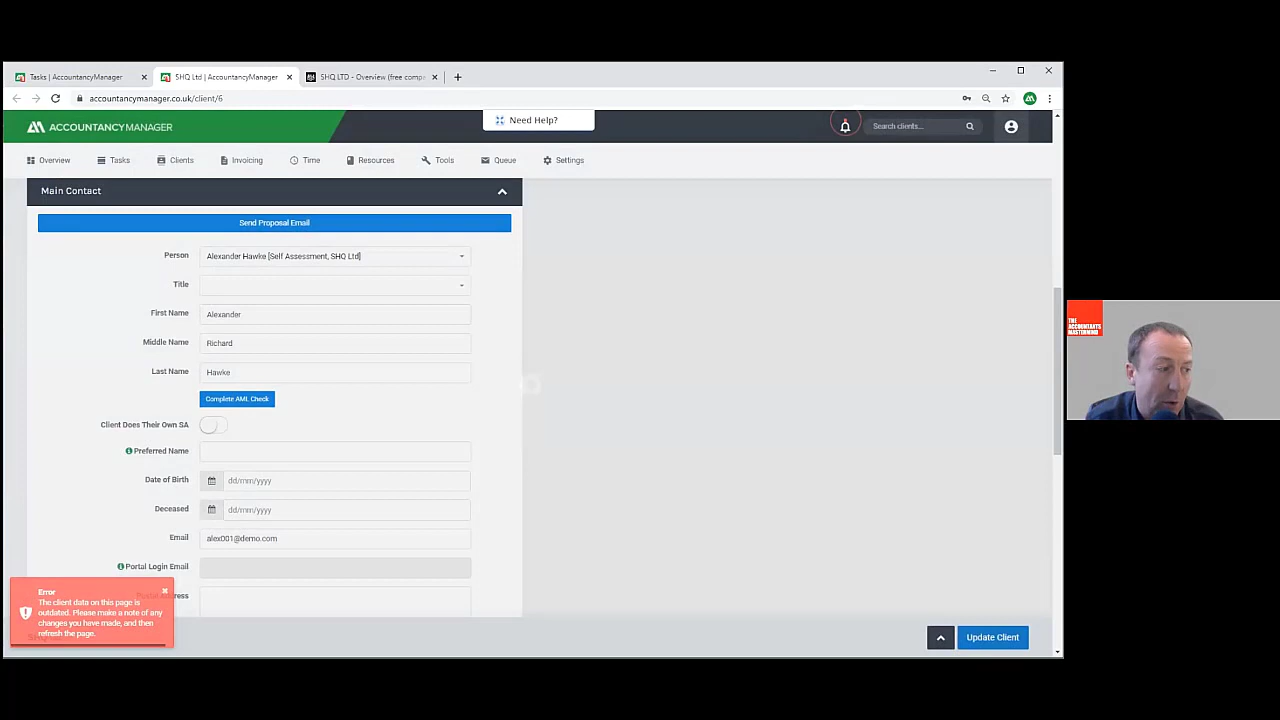 Tasks | AccountancyManager
SHQ Ltd | AccountancyManager
SHQ LTD - Overview (free compa
accountancymanager.co.uk/client/6
ACCOUNTANCYMANAGER
Need Help?
Search clients...
Overview
Tasks
Clients
Invoicing
Time
Resources
Tools
Queue
Settings
Main Contact
Send Proposal Email
Person
Alexander Hawke [Self Assessment, SHQ Ltd]
Title
First Name
Alexander
Middle Name
Richard
Last Name
Hawke
Complete AML Check
Client Does Their Own SA
Preferred Name
Date of Birth
dd/mm/yyyy
Deceased
dd/mm/yyyy
Email
alex001@demo.com
Portal Login Email
Postal Address
Error
The client data on this page is
outdated. Please make a note of any
changes you have made, and then
refresh the page.
Update Client
THE
ACCOUNTANTS
MASTERMIND